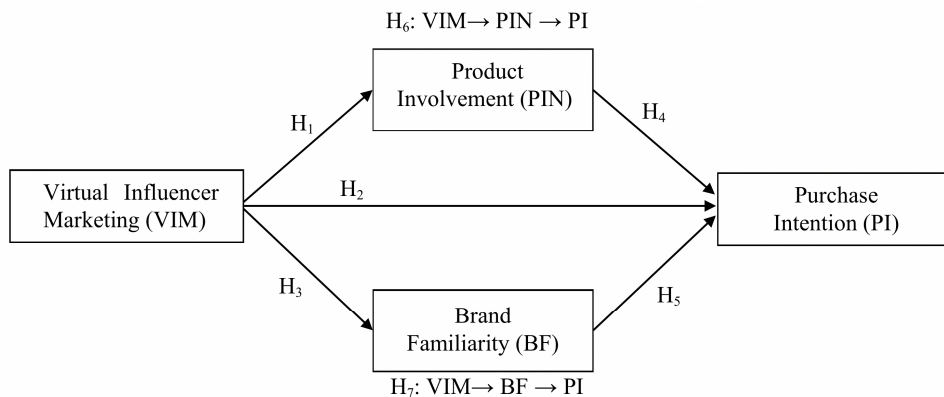 H₆: VIM→ PIN → PI
Product
Involvement (PIN)
H₁
H₄
Virtual Influencer
Marketing (VIM)
H₂
Purchase
Intention (PI)
H₃
H₅
Brand
Familiarity (BF)
H₇: VIM→ BF → PI